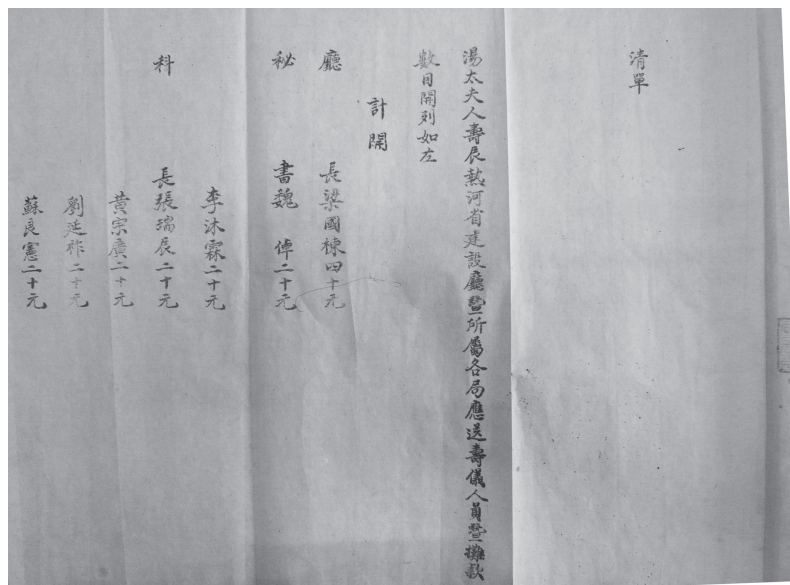 清單
湯太夫人壽辰熱河省建設廳暨所屬各局應送壽儀人員暨攤款
數目開列如左
計開
廳 長梁國棟四十元
秘 書魏 倬二十元
李沐霖二十元
科 長張瑞辰二十元
黃宗廣二十元
劉延祚二十元
蘇良憲二十元